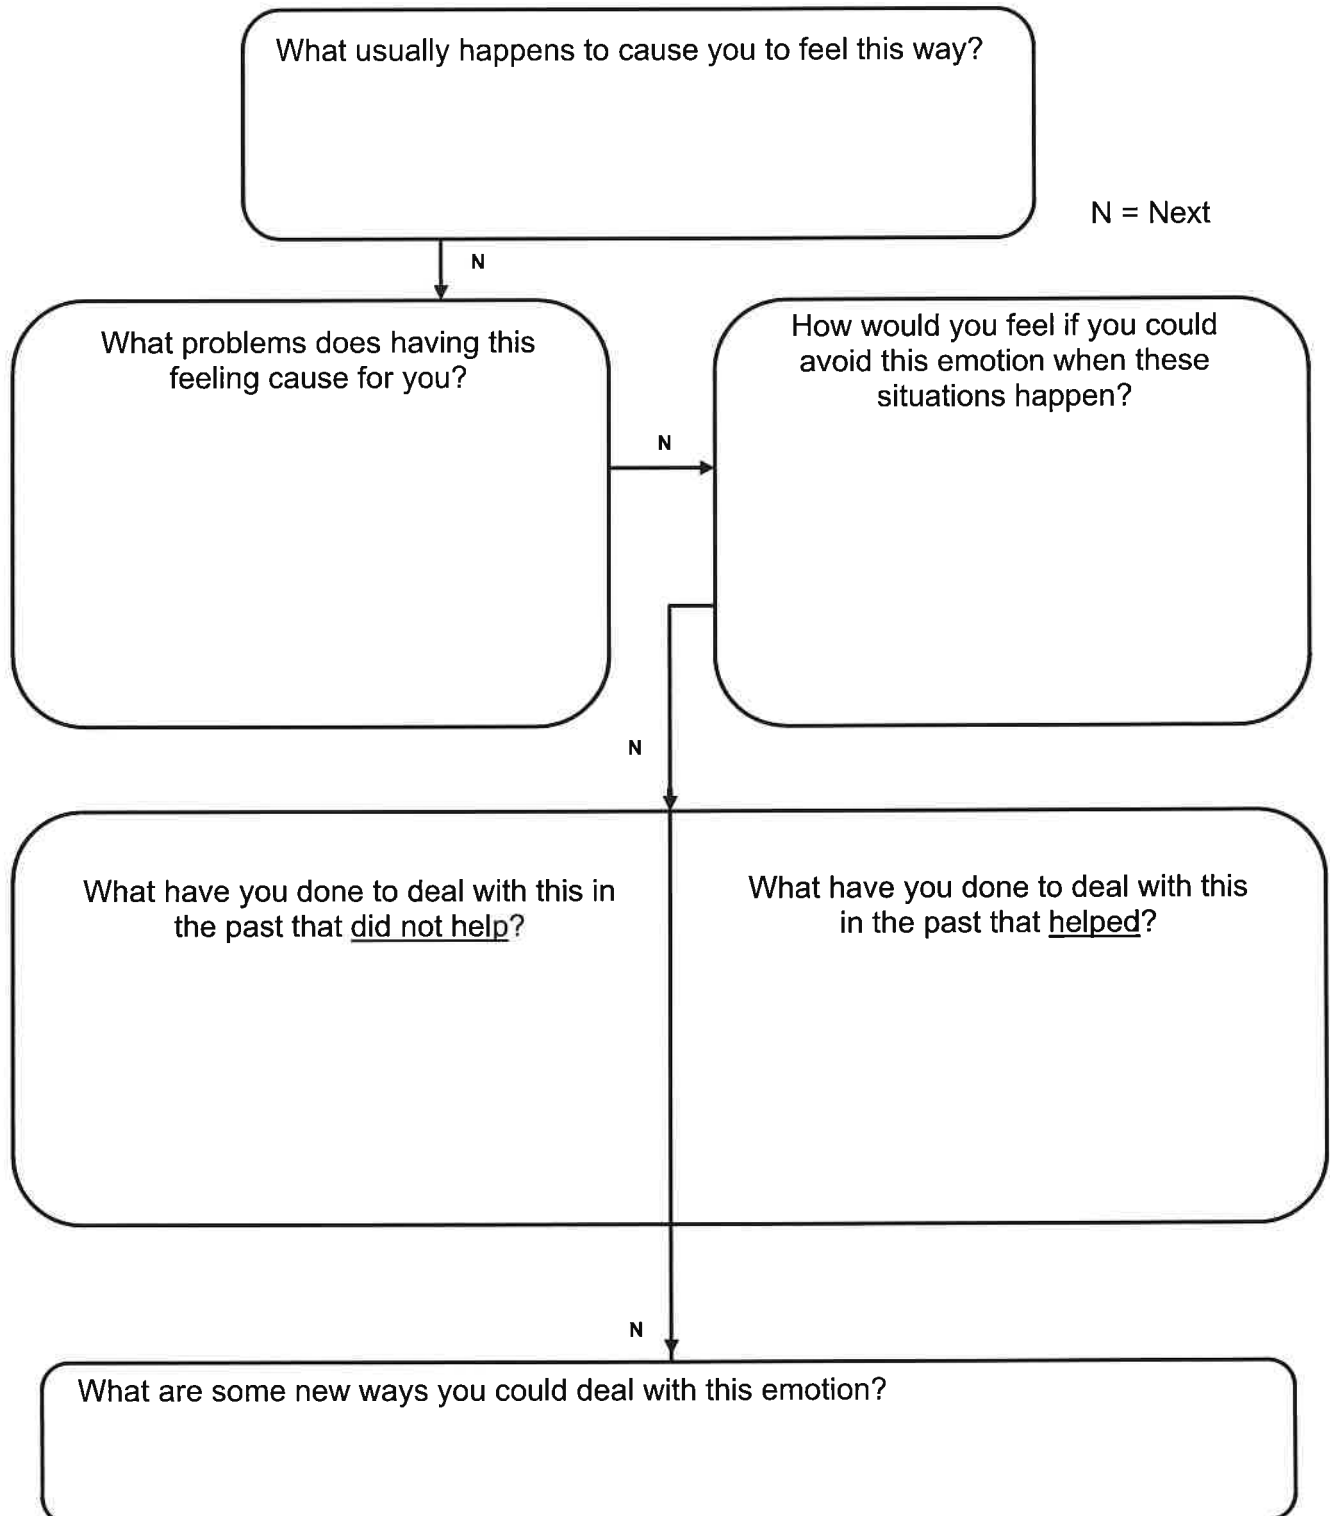 What usually happens to cause you to feel this way?
N = Next
N
What problems does having this
feeling cause for you?
N
How would you feel if you could
avoid this emotion when these
situations happen?
N
What have you done to deal with this in
the past that did not help?
What have you done to deal with this
in the past that helped?
N
What are some new ways you could deal with this emotion?